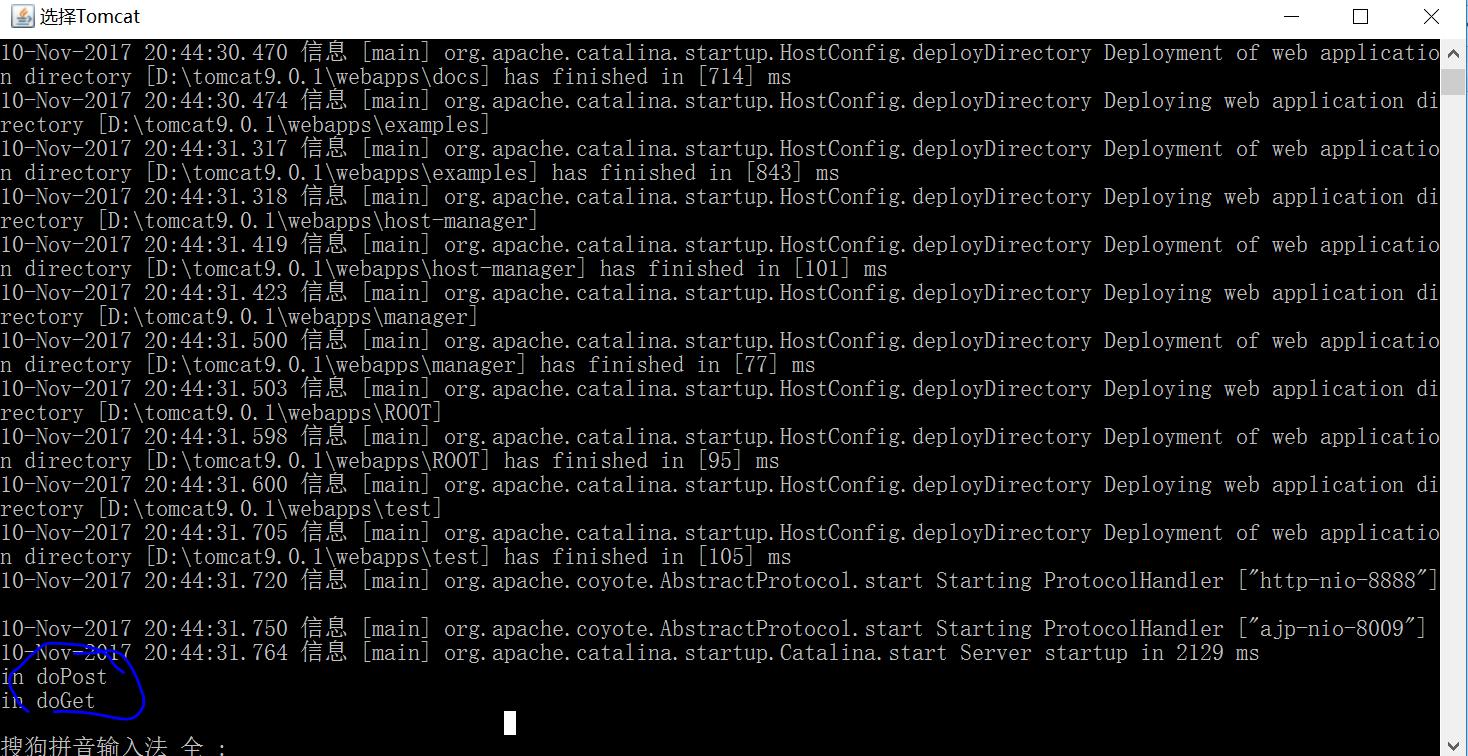 选择Tomcat
10-Nov-2017 20:44:30.470 信息 [main] org.apache.catalina.startup.HostConfig.deployDirectory Deployment of web applicatio
n directory [D:\tomcat9.0.1\webapps\docs] has finished in [714] ms
10-Nov-2017 20:44:30.474 信息 [main] org.apache.catalina.startup.HostConfig.deployDirectory Deploying web application di
rectory [D:\tomcat9.0.1\webapps\examples]
10-Nov-2017 20:44:31.317 信息 [main] org.apache.catalina.startup.HostConfig.deployDirectory Deployment of web applicatio
n directory [D:\tomcat9.0.1\webapps\examples] has finished in [843] ms
10-Nov-2017 20:44:31.318 信息 [main] org.apache.catalina.startup.HostConfig.deployDirectory Deploying web application di
rectory [D:\tomcat9.0.1\webapps\host-manager]
10-Nov-2017 20:44:31.419 信息 [main] org.apache.catalina.startup.HostConfig.deployDirectory Deployment of web applicatio
n directory [D:\tomcat9.0.1\webapps\host-manager] has finished in [101] ms
10-Nov-2017 20:44:31.423 信息 [main] org.apache.catalina.startup.HostConfig.deployDirectory Deploying web application di
rectory [D:\tomcat9.0.1\webapps\manager]
10-Nov-2017 20:44:31.500 信息 [main] org.apache.catalina.startup.HostConfig.deployDirectory Deployment of web applicatio
n directory [D:\tomcat9.0.1\webapps\manager] has finished in [77] ms
10-Nov-2017 20:44:31.503 信息 [main] org.apache.catalina.startup.HostConfig.deployDirectory Deploying web application di
rectory [D:\tomcat9.0.1\webapps\ROOT]
10-Nov-2017 20:44:31.598 信息 [main] org.apache.catalina.startup.HostConfig.deployDirectory Deployment of web applicatio
n directory [D:\tomcat9.0.1\webapps\ROOT] has finished in [95] ms
10-Nov-2017 20:44:31.600 信息 [main] org.apache.catalina.startup.HostConfig.deployDirectory Deploying web application di
rectory [D:\tomcat9.0.1\webapps\test]
10-Nov-2017 20:44:31.705 信息 [main] org.apache.catalina.startup.HostConfig.deployDirectory Deployment of web applicatio
n directory [D:\tomcat9.0.1\webapps\test] has finished in [105] ms
10-Nov-2017 20:44:31.720 信息 [main] org.apache.coyote.AbstractProtocol.start Starting ProtocolHandler ["http-nio-8888"]
10-Nov-2017 20:44:31.750 信息 [main] org.apache.coyote.AbstractProtocol.start Starting ProtocolHandler ["ajp-nio-8009"]
10-Nov-2017 20:44:31.764 信息 [main] org.apache.catalina.startup.Catalina.start Server startup in 2129 ms
in doPost
in doGet
搜狗拼音输入法 全 :